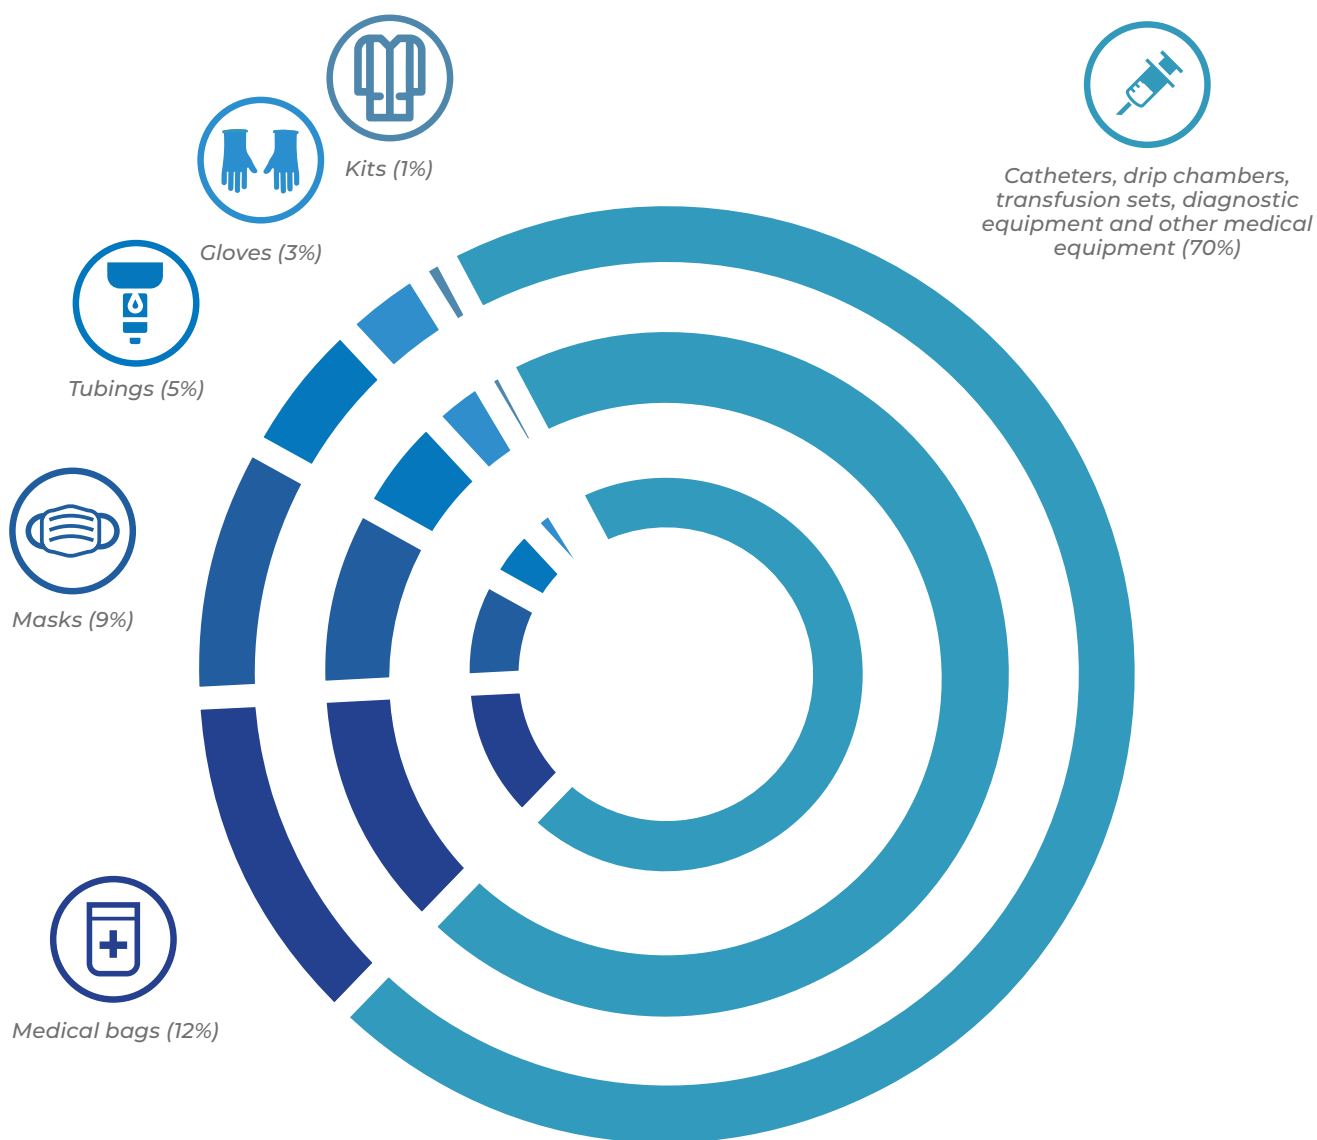 Kits (1%)
Catheters, drip chambers,
transfusion sets, diagnostic
equipment and other medical
equipment (70%)
Gloves (3%)
Tubings (5%)
Masks (9%)
Medical bags (12%)